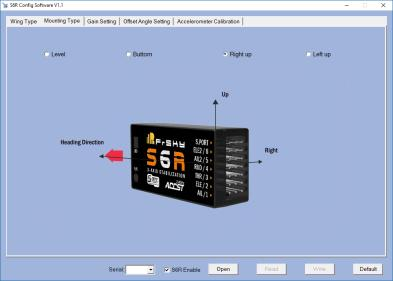 S6R Config Software V1.1
Wing Type Mounting Type Gain Setting Offset Angle Setting Accelerometer Calibration
Level Buttom Right up Left up
Up
Heading Direction
Right
FrSKY
S6R
3-AXIS STABILIZATION
S.PORT
ACCST
S.PORT
ELE2 / 6
AIL2 / 5
RUD / 4
THR / 3
ELE / 2
AIL / 1
Serial: S6R Enable Open Read Write Default